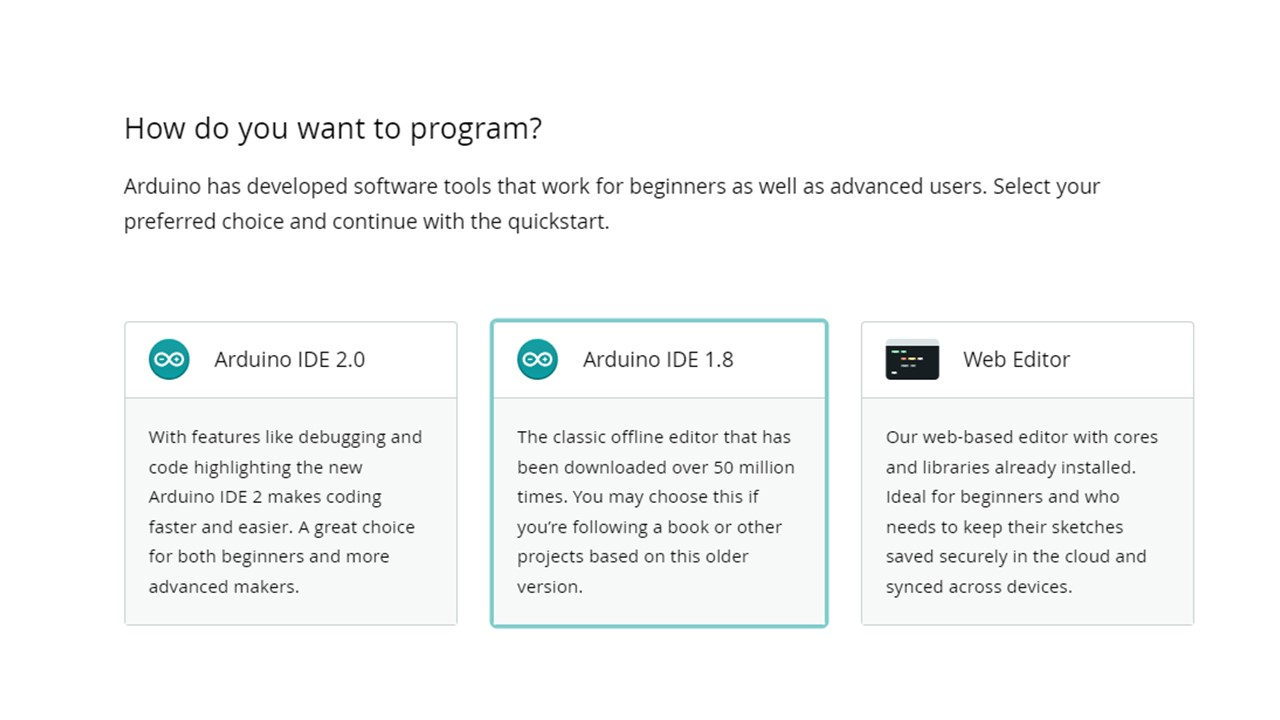 How do you want to program?
Arduino has developed software tools that work for beginners as well as advanced users. Select your
preferred choice and continue with the quickstart.
Arduino IDE 2.0
With features like debugging and
code highlighting the new
Arduino IDE 2 makes coding
faster and easier. A great choice
for both beginners and more
advanced makers.
Arduino IDE 1.8
The classic offline editor that has
been downloaded over 50 million
times. You may choose this if
you’re following a book or other
projects based on this older
version.
Web Editor
Our web-based editor with cores
and libraries already installed.
Ideal for beginners and who
needs to keep their sketches
saved securely in the cloud and
synced across devices.